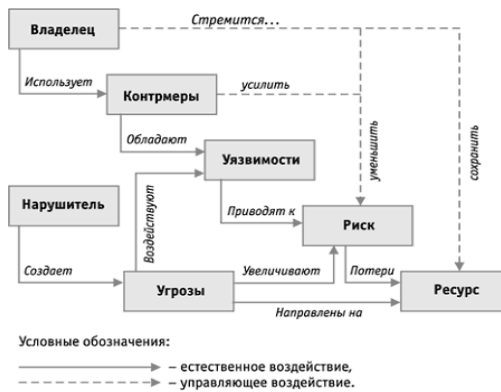 Владелец
Стремится...
Использует
Контрмеры
усилить
Обладают
уменьшить
сохранить
Уязвимости
Воздействуют
Нарушитель
Приводят к
Риск
Создает
Угрозы
Увеличивают
Потери
Ресурс
Направлены на
Условные обозначения:
– естественное воздействие,
– управляющее воздействие.